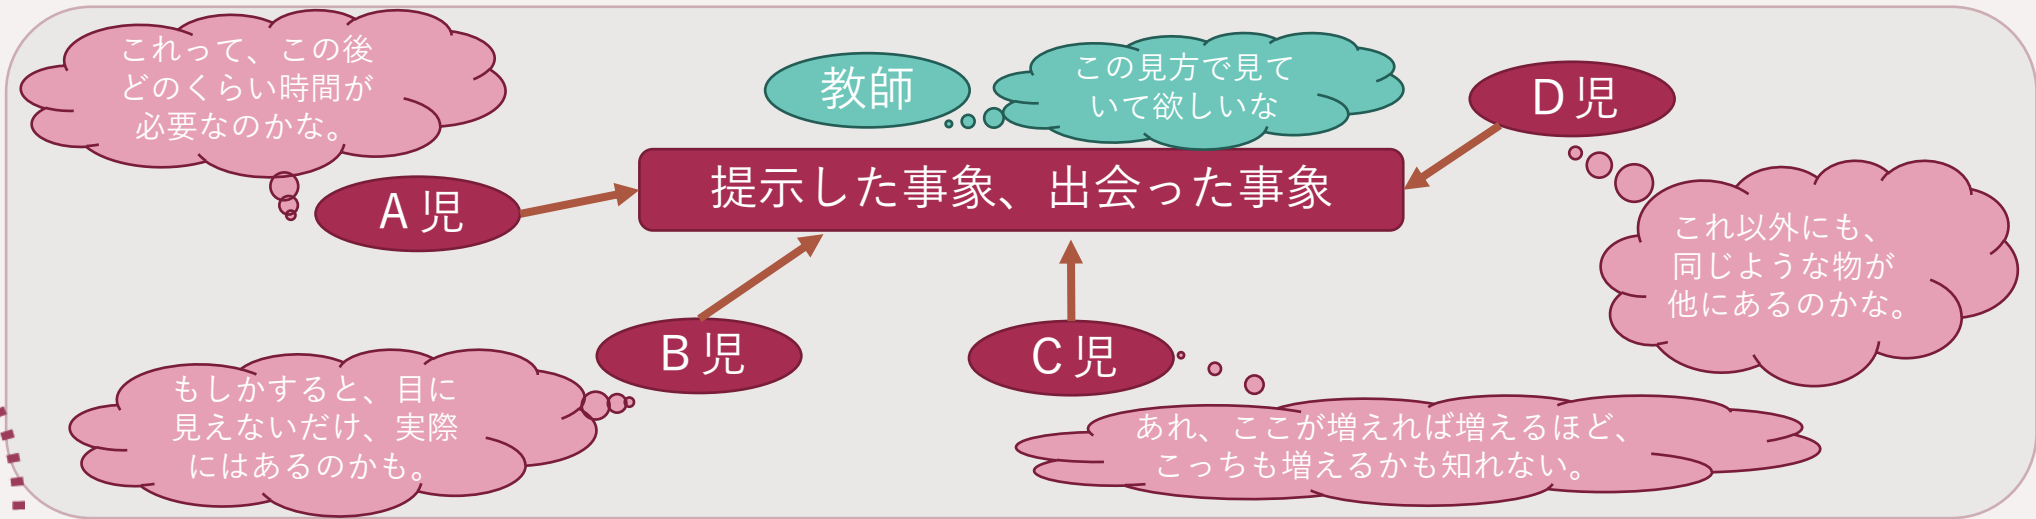 これって、この後
どのくらい時間が
必要なのかな。
教師
この見方で見て
いて欲しいな
D児
提示した事象、出会った事象
A児
これ以外にも、
同じような物が
他にあるのかな。
B児
C児
もしかすると、目に
見えないだけ、実際
にはあるのかも。
あれ、ここが増えれば増えるほど、
こっちも増えるかも知れない。